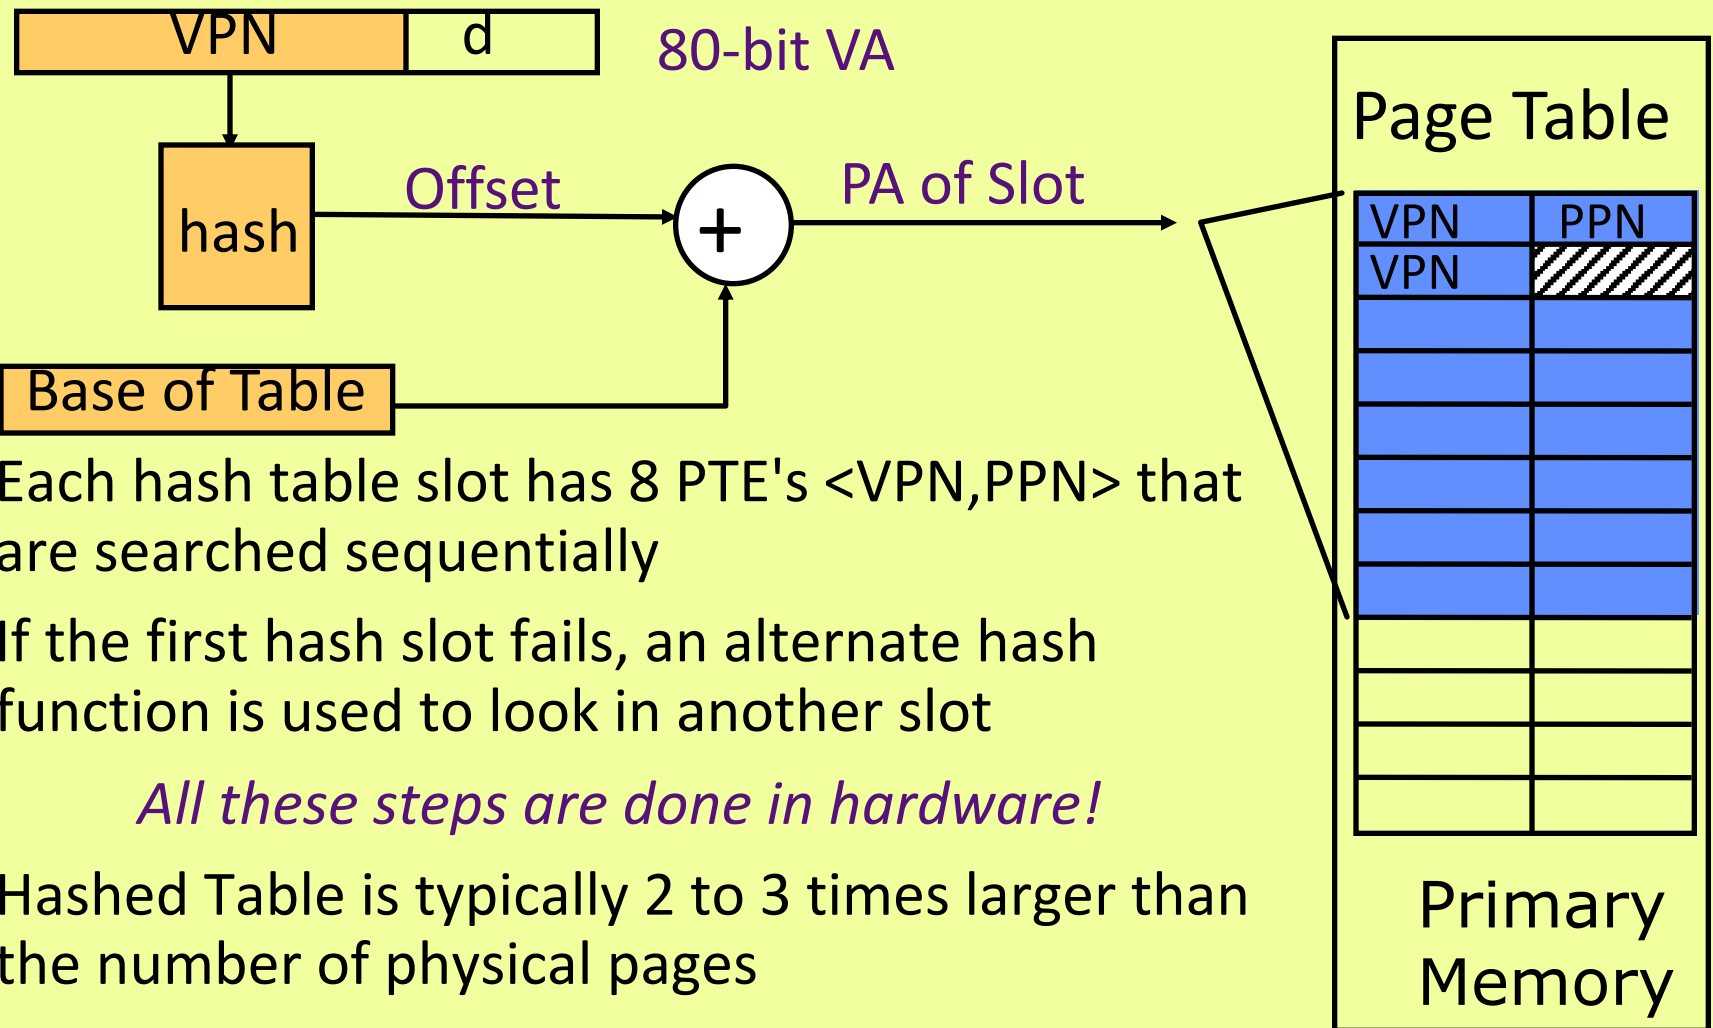 VPN d
80-bit VA
hash
Offset
+
PA of Slot
Base of Table
Page Table
VPN PPN
VPN
Each hash table slot has 8 PTE's <VPN,PPN> that
are searched sequentially
If the first hash slot fails, an alternate hash
function is used to look in another slot
All these steps are done in hardware!
Hashed Table is typically 2 to 3 times larger than
the number of physical pages
Primary
Memory